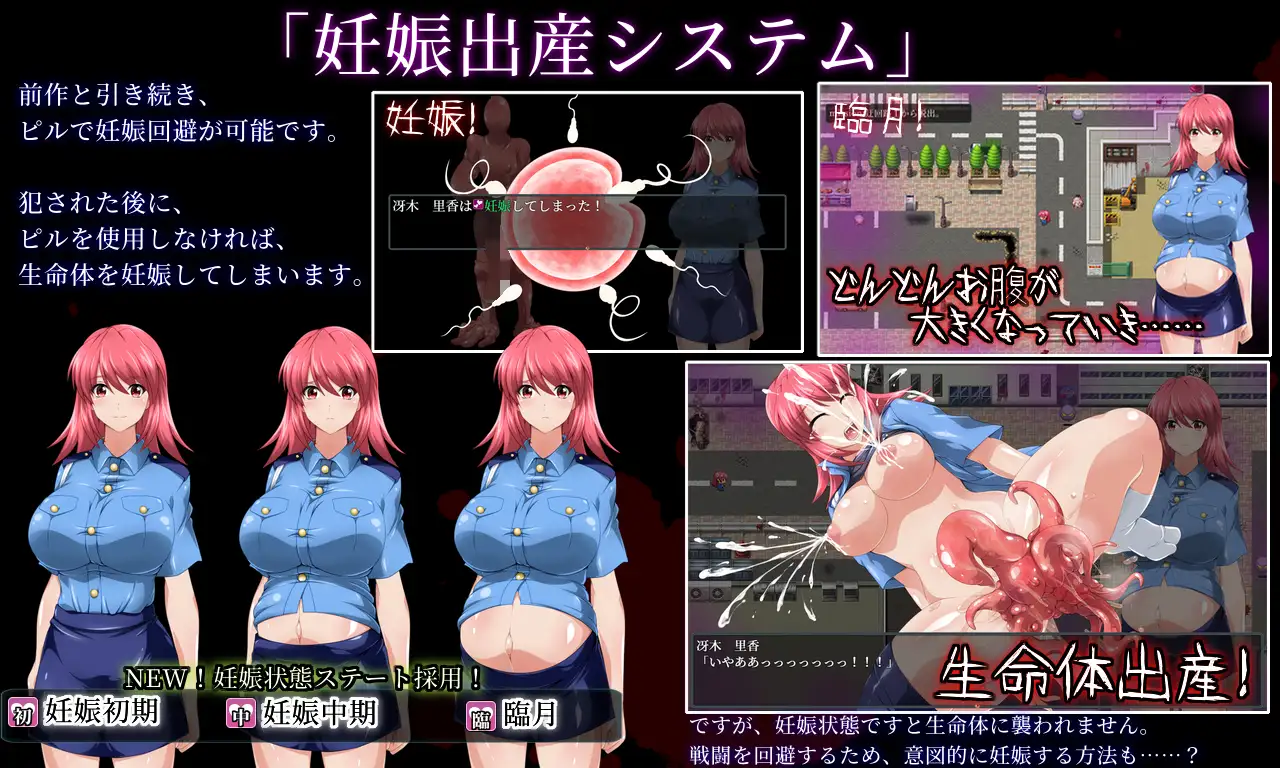 「妊娠出産システム」
前作と引き続き、
ピルで妊娠回避が可能です。
犯された後に、
ピルを使用しなければ、
生命体を妊娠してしまいます。
妊娠!
冴木 里香は妊娠してしまった!
臨月!
どんどんお腹が
大きくなっていき……
NEW!妊娠状態ステート採用!
初 妊娠初期
中 妊娠中期
臨 臨月
冴木 里香
「いやああっっっっっっっ!!!」
生命体出産!
ですが、妊娠状態ですと生命体に襲われません。
戦闘を回避するため、意図的に妊娠する方法も……?